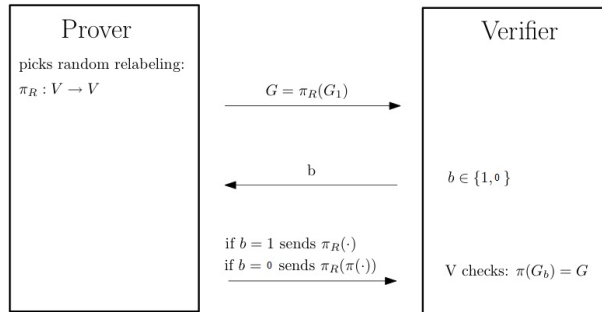 Prover
Verifier
picks random relabeling:
π_R : V → V
G = π_R(G_1)
b
b ∈ {1, 0 }
if b = 1 sends π_R(·)
if b = 0 sends π_R(π(·))
V checks: π(G_b) = G